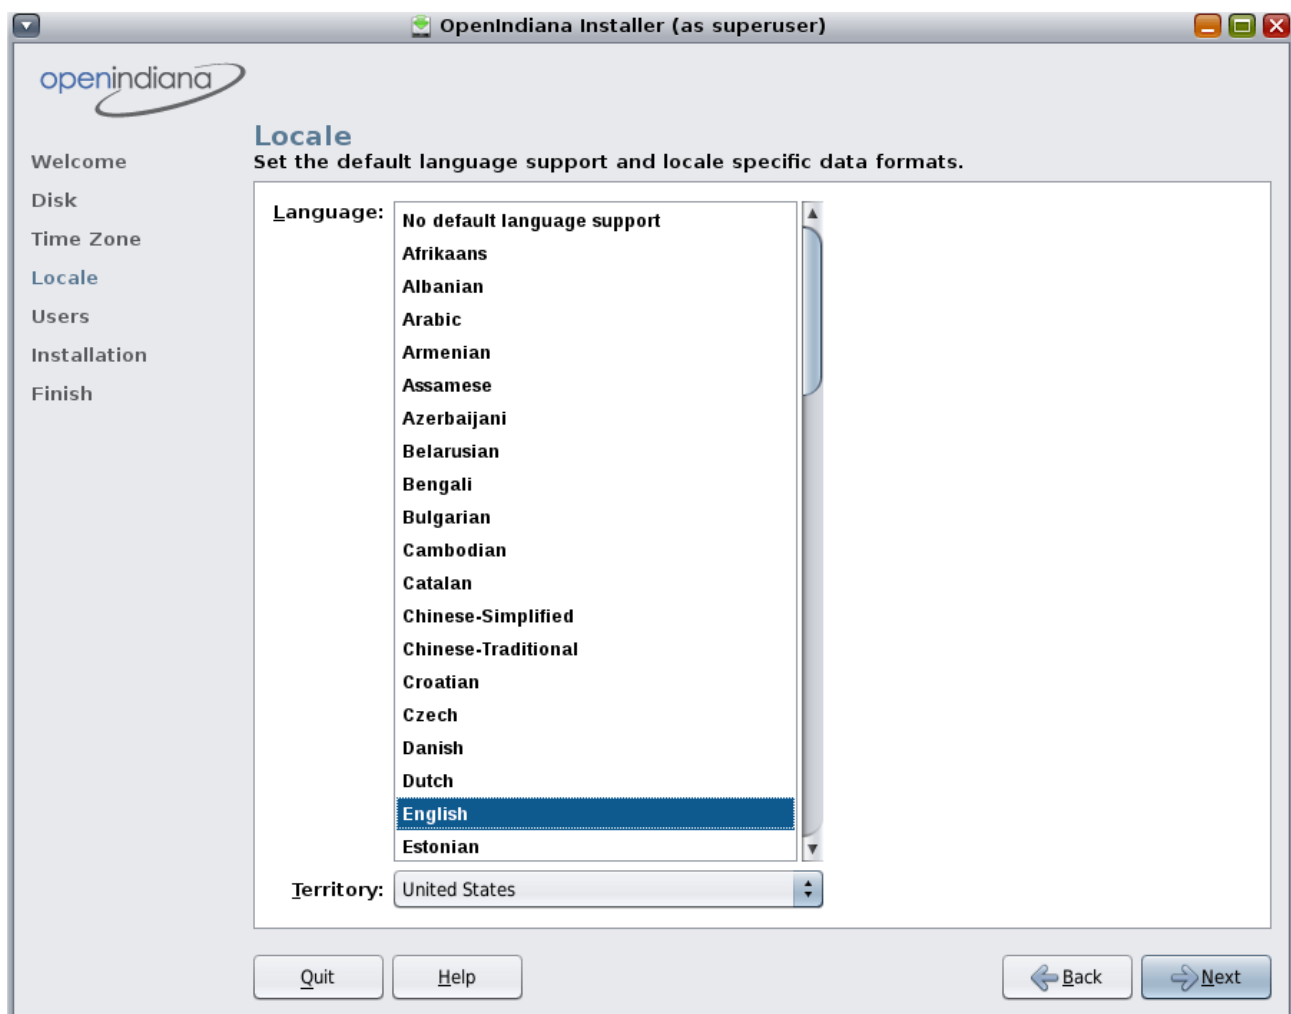 OpenIndiana Installer (as superuser)
openindiana
Locale
Set the default language support and locale specific data formats.
Welcome
Disk
Time Zone
Locale
Users
Installation
Finish
Language:
No default language support
Afrikaans
Albanian
Arabic
Armenian
Assamese
Azerbaijani
Belarusian
Bengali
Bulgarian
Cambodian
Catalan
Chinese-Simplified
Chinese-Traditional
Croatian
Czech
Danish
Dutch
English
Estonian
Territory: United States
Quit Help Back Next